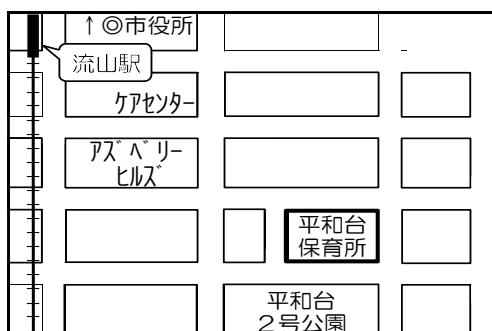 ↑◎市役所
流山駅
ケアセンター
アズベリー
ヒルズ
平和台
保育所
平和台
2号公園